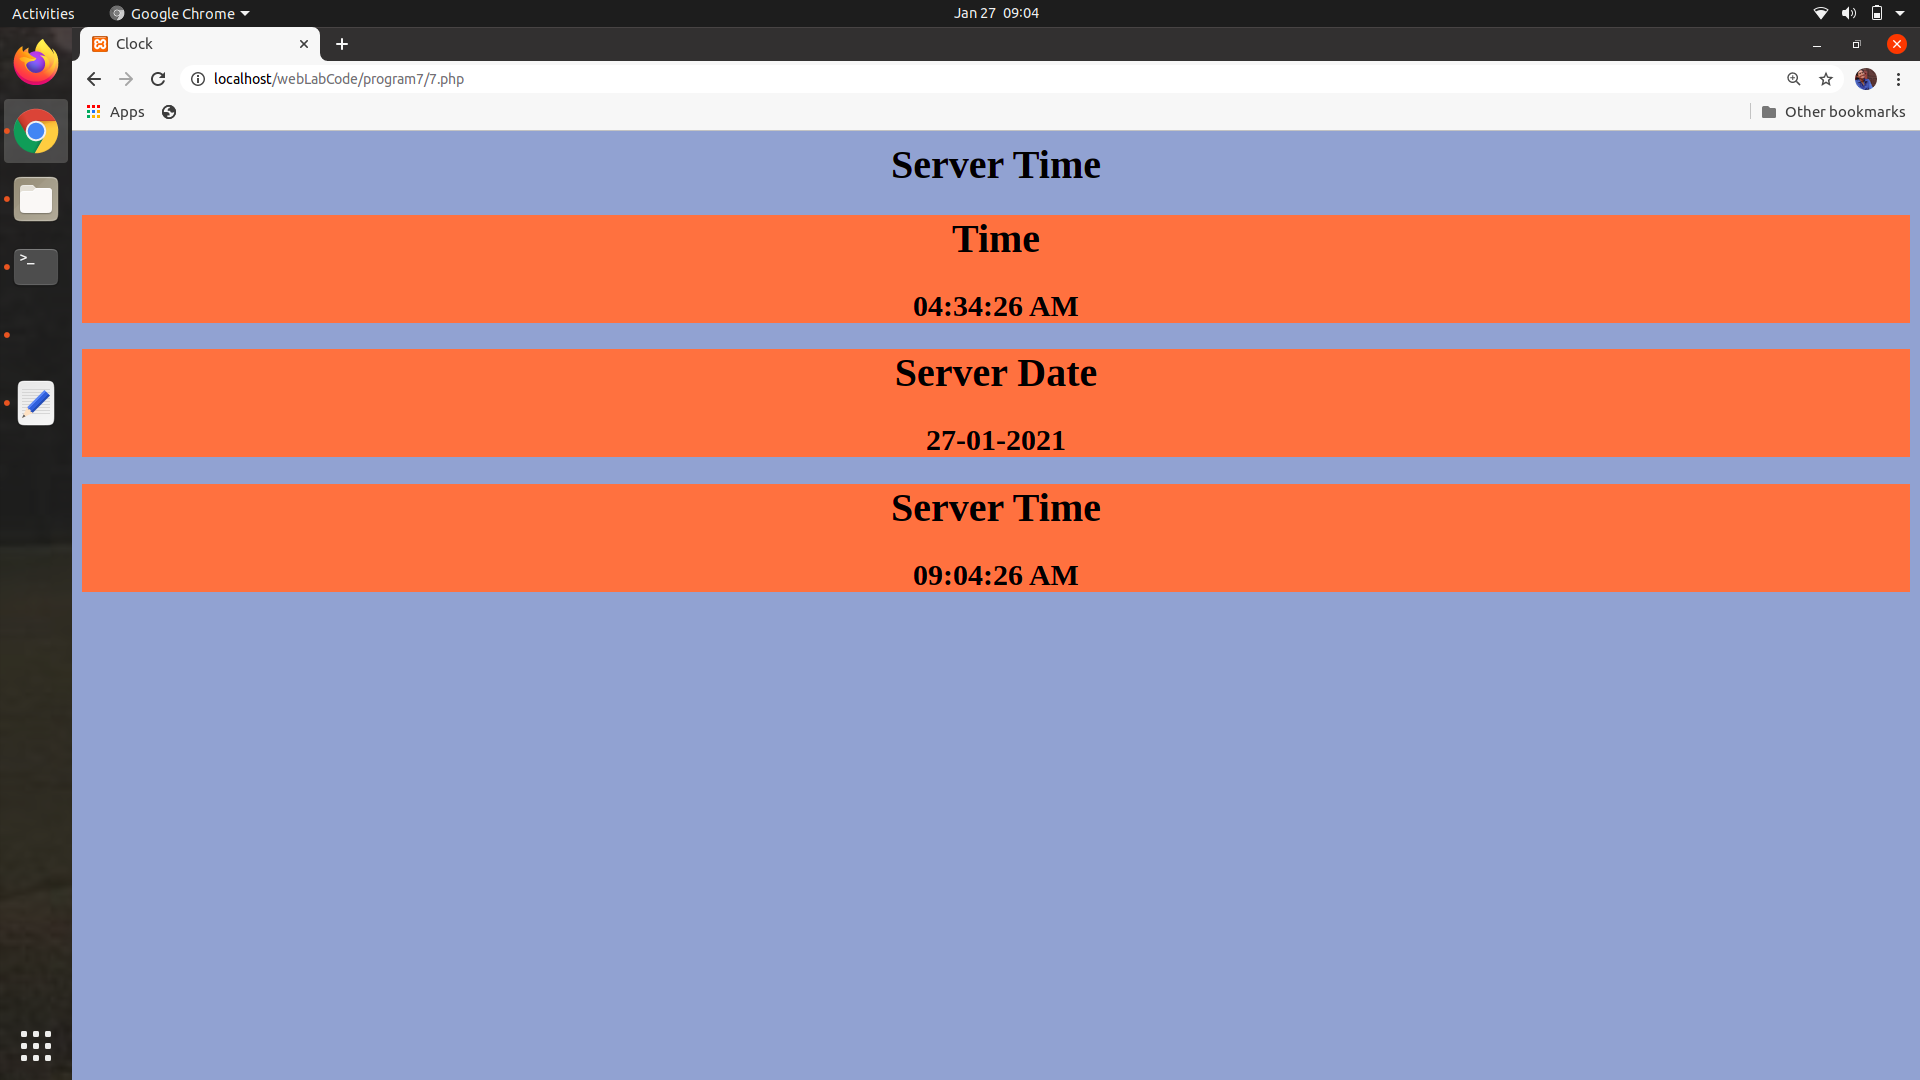 Activities
Google Chrome
Jan 27 09:04
Clock
localhost/webLabCode/program7/7.php
Apps
Other bookmarks
Server Time
Time
04:34:26 AM
Server Date
27-01-2021
Server Time
09:04:26 AM
>_